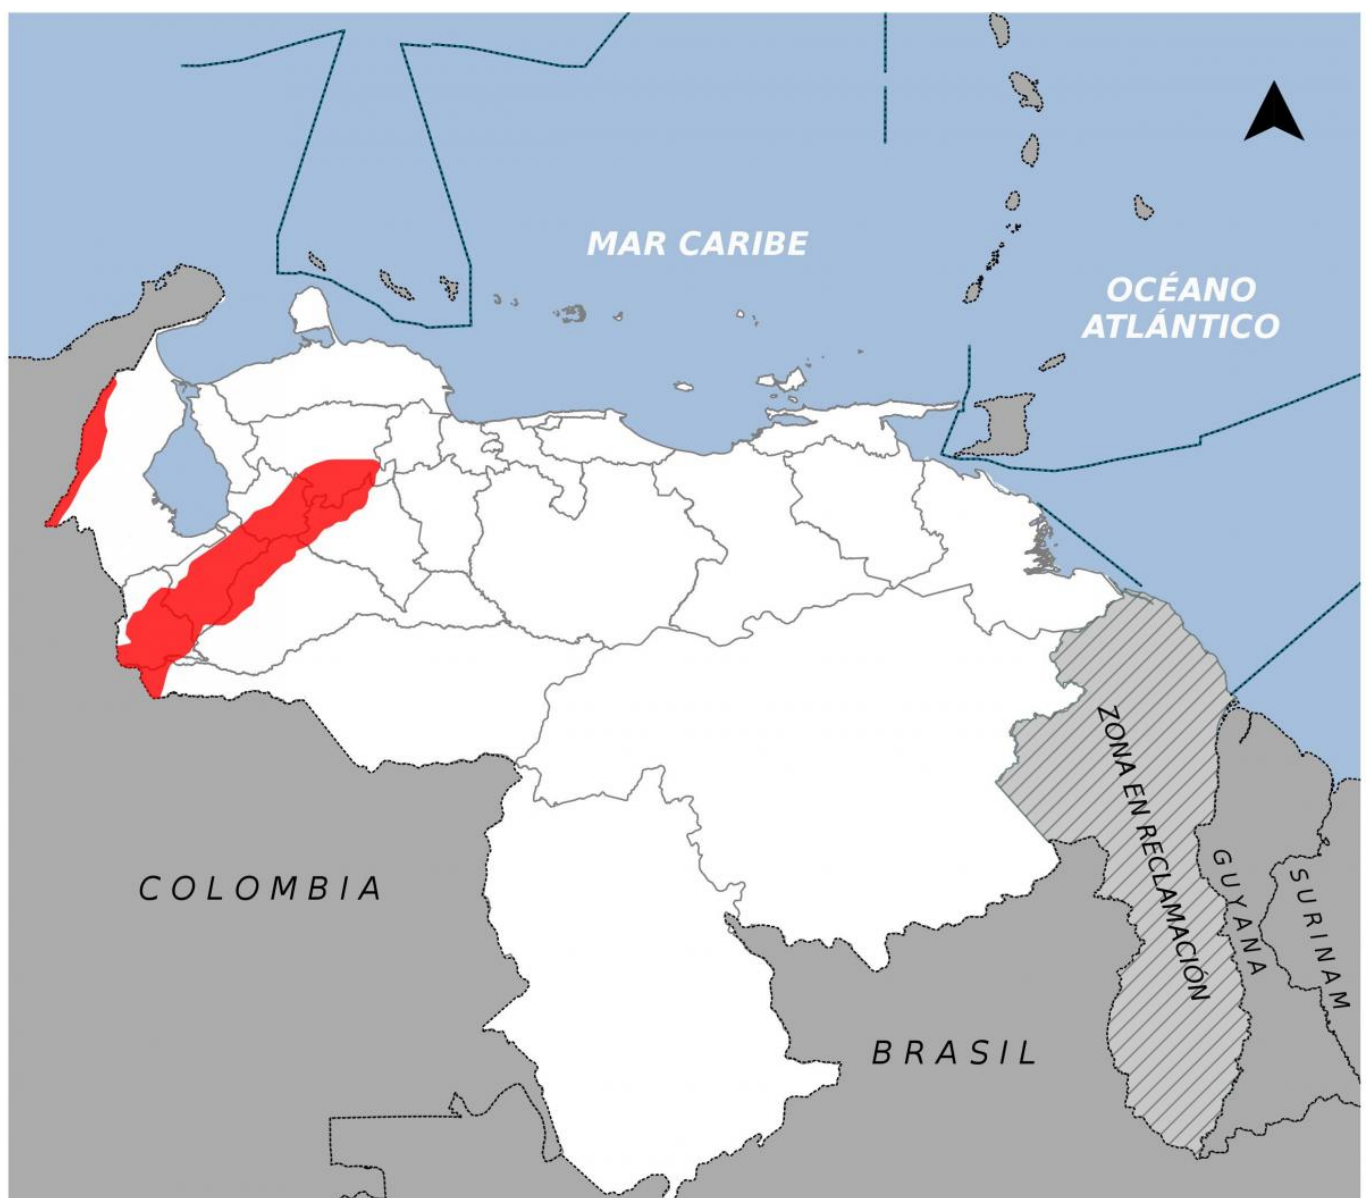 MAR CARIBE
OCÉANO
ATLÁNTICO
ZONA EN RECLAMACIÓN
GUYANA
SURINAM
COLOMBIA
BRASIL